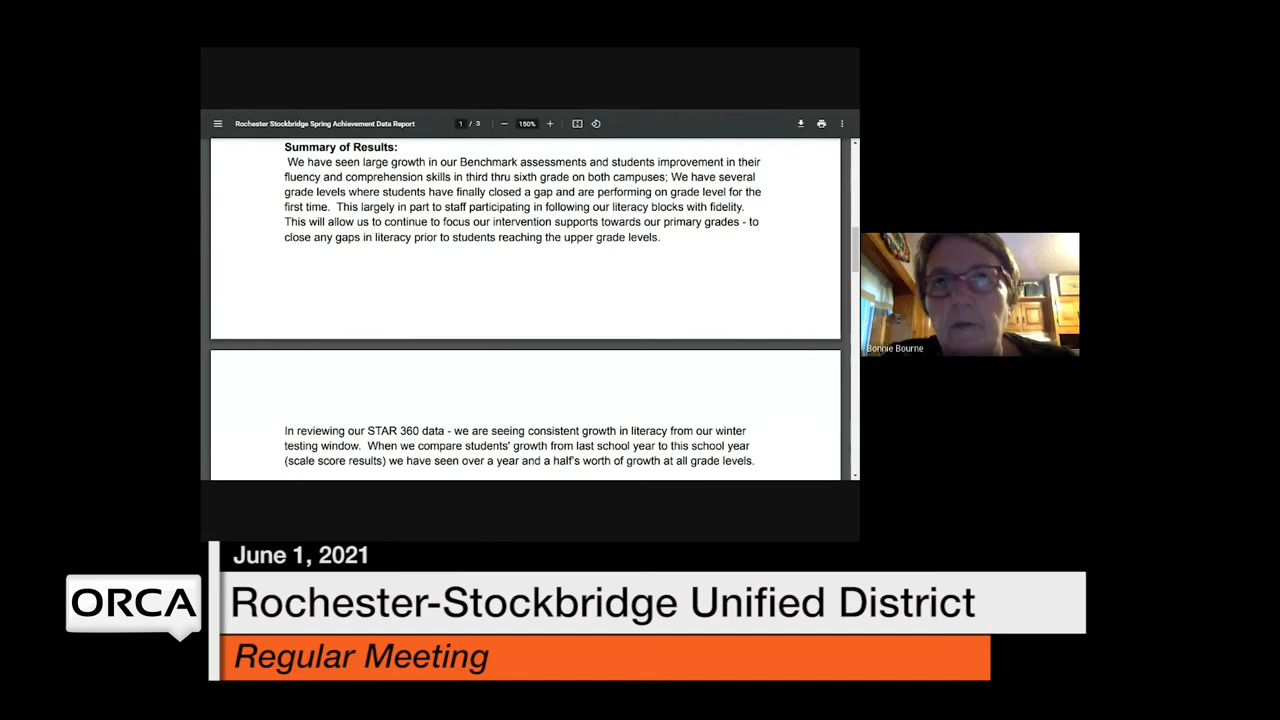 Rochester Stockbridge Spring Achievement Data Report
1 / 3
150%
Summary of Results:
We have seen large growth in our Benchmark assessments and students improvement in their
fluency and comprehension skills in third thru sixth grade on both campuses; We have several
grade levels where students have finally closed a gap and are performing on grade level for the
first time. This largely in part to staff participating in following our literacy blocks with fidelity.
This will allow us to continue to focus our intervention supports towards our primary grades - to
close any gaps in literacy prior to students reaching the upper grade levels.
In reviewing our STAR 360 data - we are seeing consistent growth in literacy from our winter
testing window. When we compare students' growth from last school year to this school year
(scale score results) we have seen over a year and a half's worth of growth at all grade levels.
Bonnie Bourne
June 1, 2021
ORCA
Rochester-Stockbridge Unified District
Regular Meeting